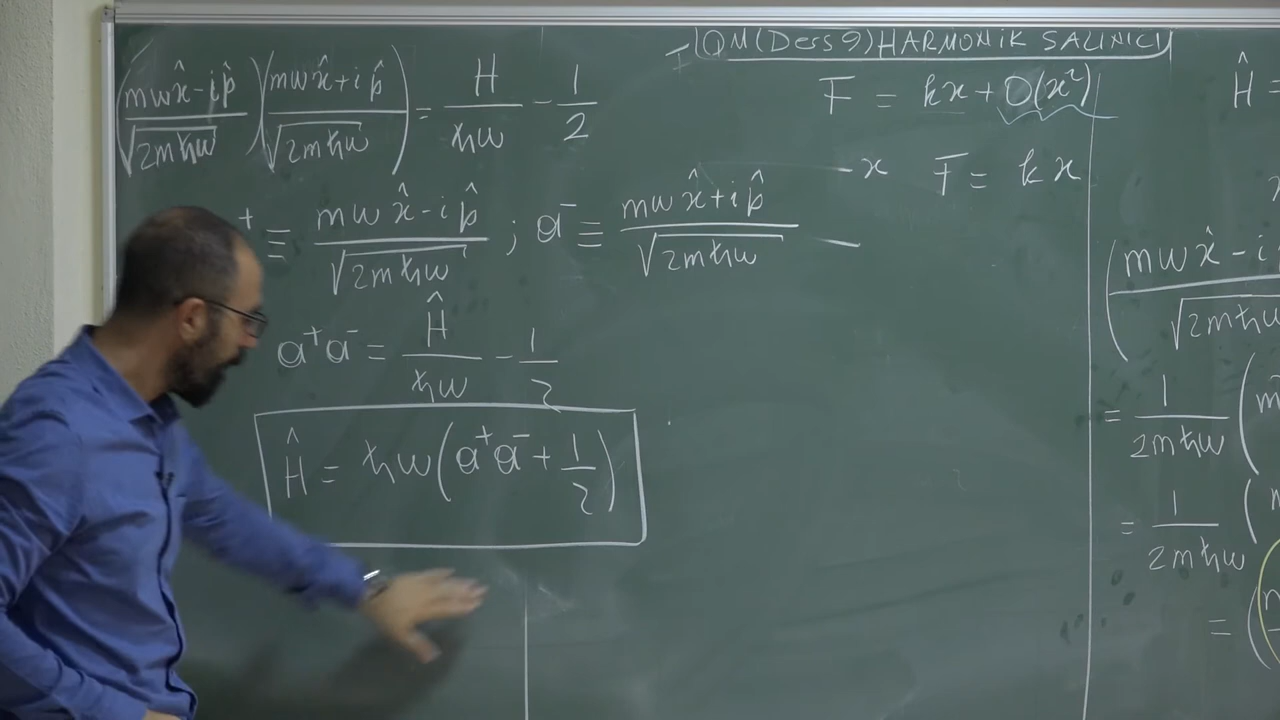 QM(Ders 9) HARMONİK SALINICI
(mωx̂-ip̂ / √2mħω)(mωx̂+ip̂ / √2mħω) = H/ħω - 1/2
+ ≡ mωx̂-ip̂ / √2mħω ; a⁻ ≡ mωx̂+ip̂ / √2mħω
a⁺a⁻ = Ĥ/ħω - 1/2
Ĥ = ħω(a⁺a⁻ + 1/2)
F = kx + O(x²)
x F = kx
Ĥ =
(mωx̂ - i
√2mħω
= 1/2mħω (
= 1/2mħω (
= (